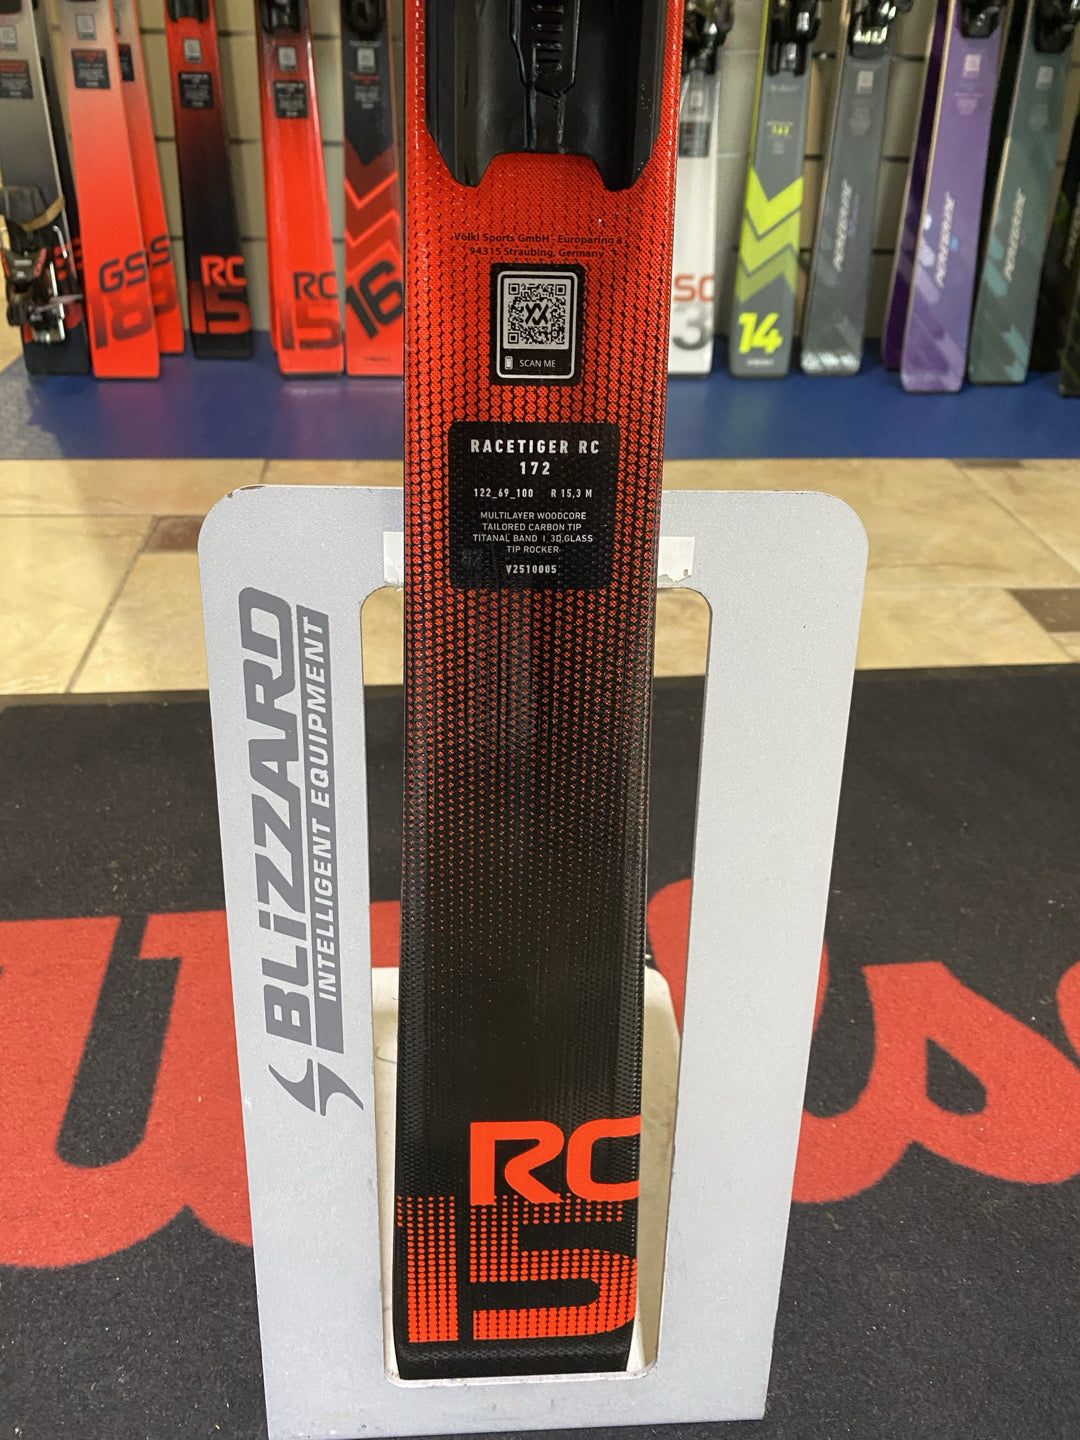 Völkl Sports GmbH - Europaring 8
94315 Straubing, Germany
SCAN ME
RACETIGER RC
172
122_69_100 R 15,3 M
MULTILAYER WOODCORE
TAILORED CARBON TIP
TITANAL BAND I 3D.GLASS
TIP ROCKER
V2510005
RC
15
BLiZZARD
INTELLIGENT EQUIPMENT
GS
18
S
RC
15
RC
15
16
SC
3
14